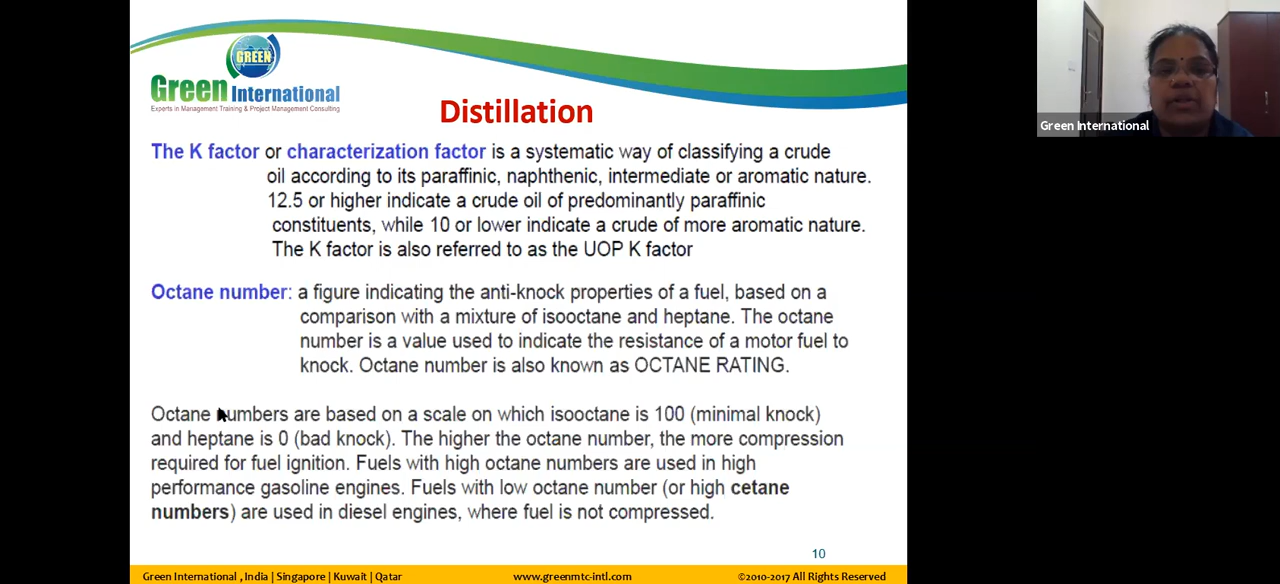 GREEN
Green International
Experts in Management Training & Project Management Consulting
Distillation
The K factor or characterization factor is a systematic way of classifying a crude
oil according to its paraffinic, naphthenic, intermediate or aromatic nature.
12.5 or higher indicate a crude oil of predominantly paraffinic
constituents, while 10 or lower indicate a crude of more aromatic nature.
The K factor is also referred to as the UOP K factor
Octane number: a figure indicating the anti-knock properties of a fuel, based on a
comparison with a mixture of isooctane and heptane. The octane
number is a value used to indicate the resistance of a motor fuel to
knock. Octane number is also known as OCTANE RATING.
Octane numbers are based on a scale on which isooctane is 100 (minimal knock)
and heptane is 0 (bad knock). The higher the octane number, the more compression
required for fuel ignition. Fuels with high octane numbers are used in high
performance gasoline engines. Fuels with low octane number (or high cetane
numbers) are used in diesel engines, where fuel is not compressed.
10
Green International , India | Singapore | Kuwait | Qatar
www.greenmtc-intl.com
©2010-2017 All Rights Reserved
Green International